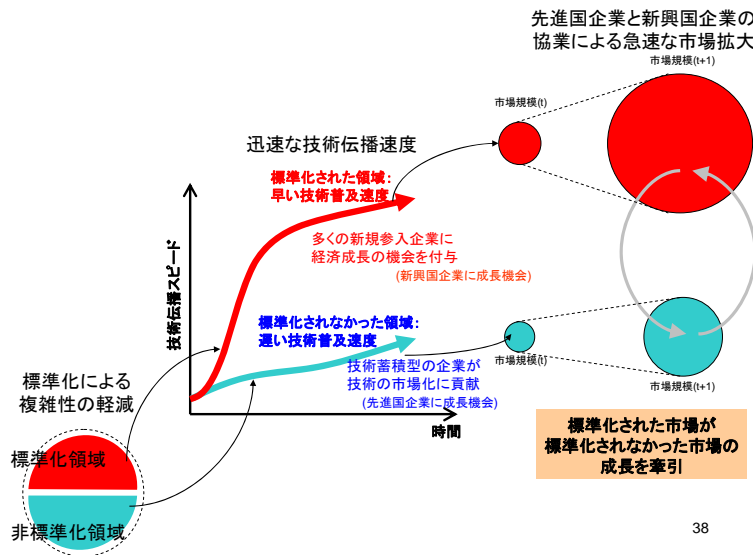 先進国企業と新興国企業の
協業による急速な市場拡大
市場規模(t+1)
市場規模(t)
迅速な技術伝播速度
標準化された領域:
早い技術普及速度
多くの新規参入企業に
経済成長の機会を付与
(新興国企業に成長機会)
技術伝播スピード
標準化されなかった領域:
遅い技術普及速度
市場規模(t)
技術蓄積型の企業が
技術の市場化に貢献
(先進国企業に成長機会)
市場規模(t+1)
時間
標準化による
複雑性の軽減
標準化領域
非標準化領域
標準化された市場が
標準化されなかった市場の
成長を牽引
38